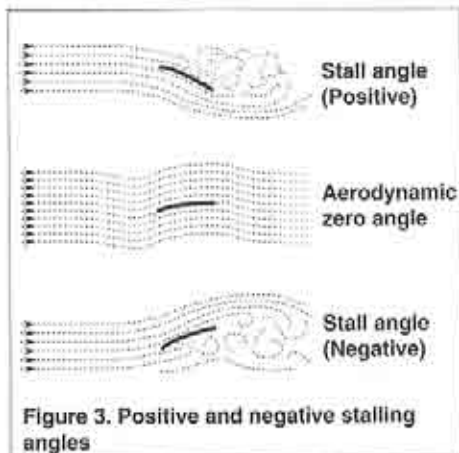 Stall angle
(Positive)
Aerodynamic
zero angle
Stall angle
(Negative)
Figure 3. Positive and negative stalling
angles